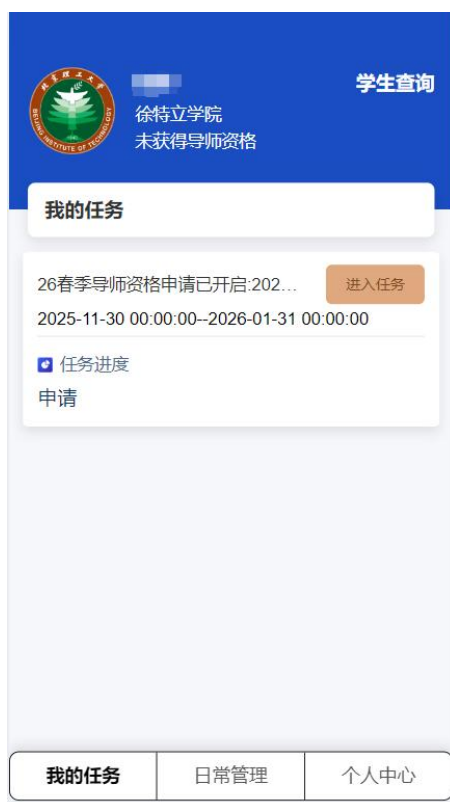 学生查询
徐特立学院
未获得导师资格
我的任务
26春季导师资格申请已开启:202...
进入任务
2025-11-30 00:00:00--2026-01-31 00:00:00
任务进度
申请
我的任务
日常管理
个人中心